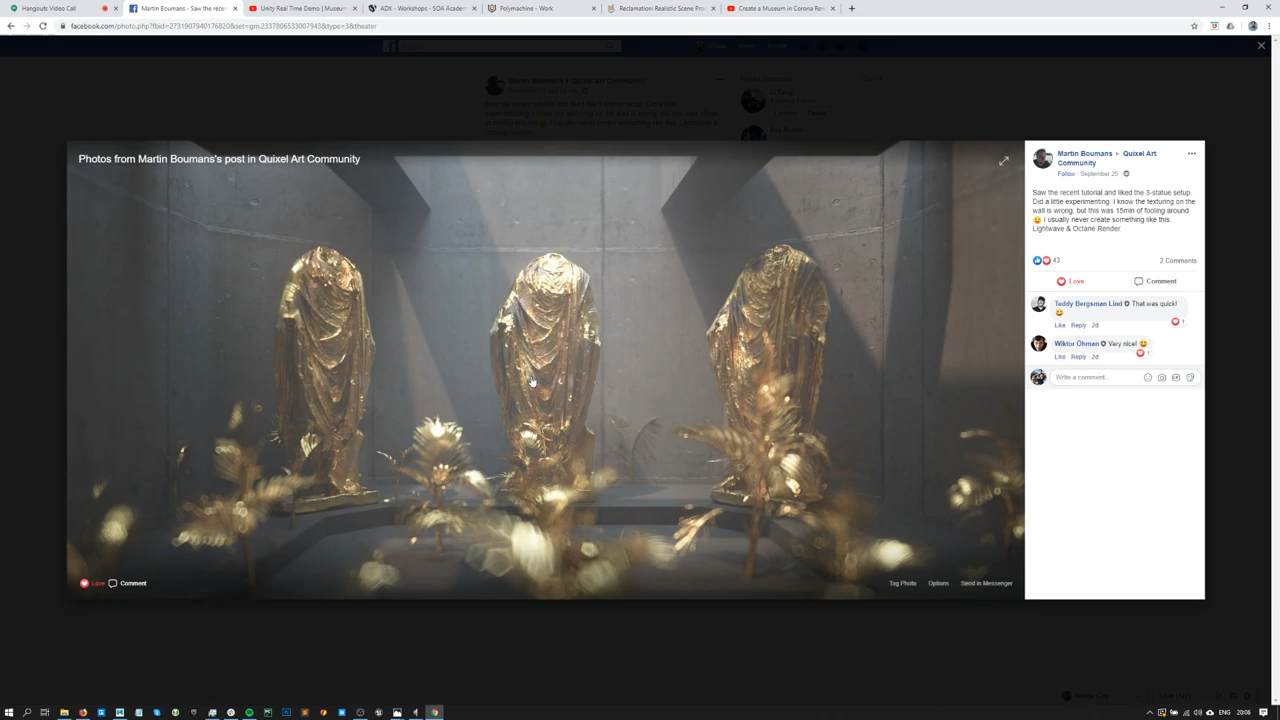 Hangouts Video Call
Martin Boumans - Saw the rece
Unity Real Time Demo | Museum
ADX - Workshops - SOA Academ
Polymachine - Work
Reclamation: Realistic Scene Pro
Create a Museum in Corona Ren
facebook.com/photo.php?fbid=2731907940176820&set=gm.2337806533007943&type=3&theater
Photos from Martin Boumans's post in Quixel Art Community
Martin Boumans ▸ Quixel Art
Community
Follow · September 25
Saw the recent tutorial and liked the 3-statue setup.
Did a little experimenting. I know the texturing on the
wall is wrong, but this was 15min of fooling around
😀 I usually never create something like this.
Lightwave & Octane Render.
43
2 Comments
Love
Comment
Teddy Bergsman Lind That was quick!
😀
1
Like · Reply · 2d
Wiktor Öhman Very nice! 😀
1
Like · Reply · 2d
Write a comment...
Love Comment
Tag Photo Options Send in Messenger
ENG 20:06